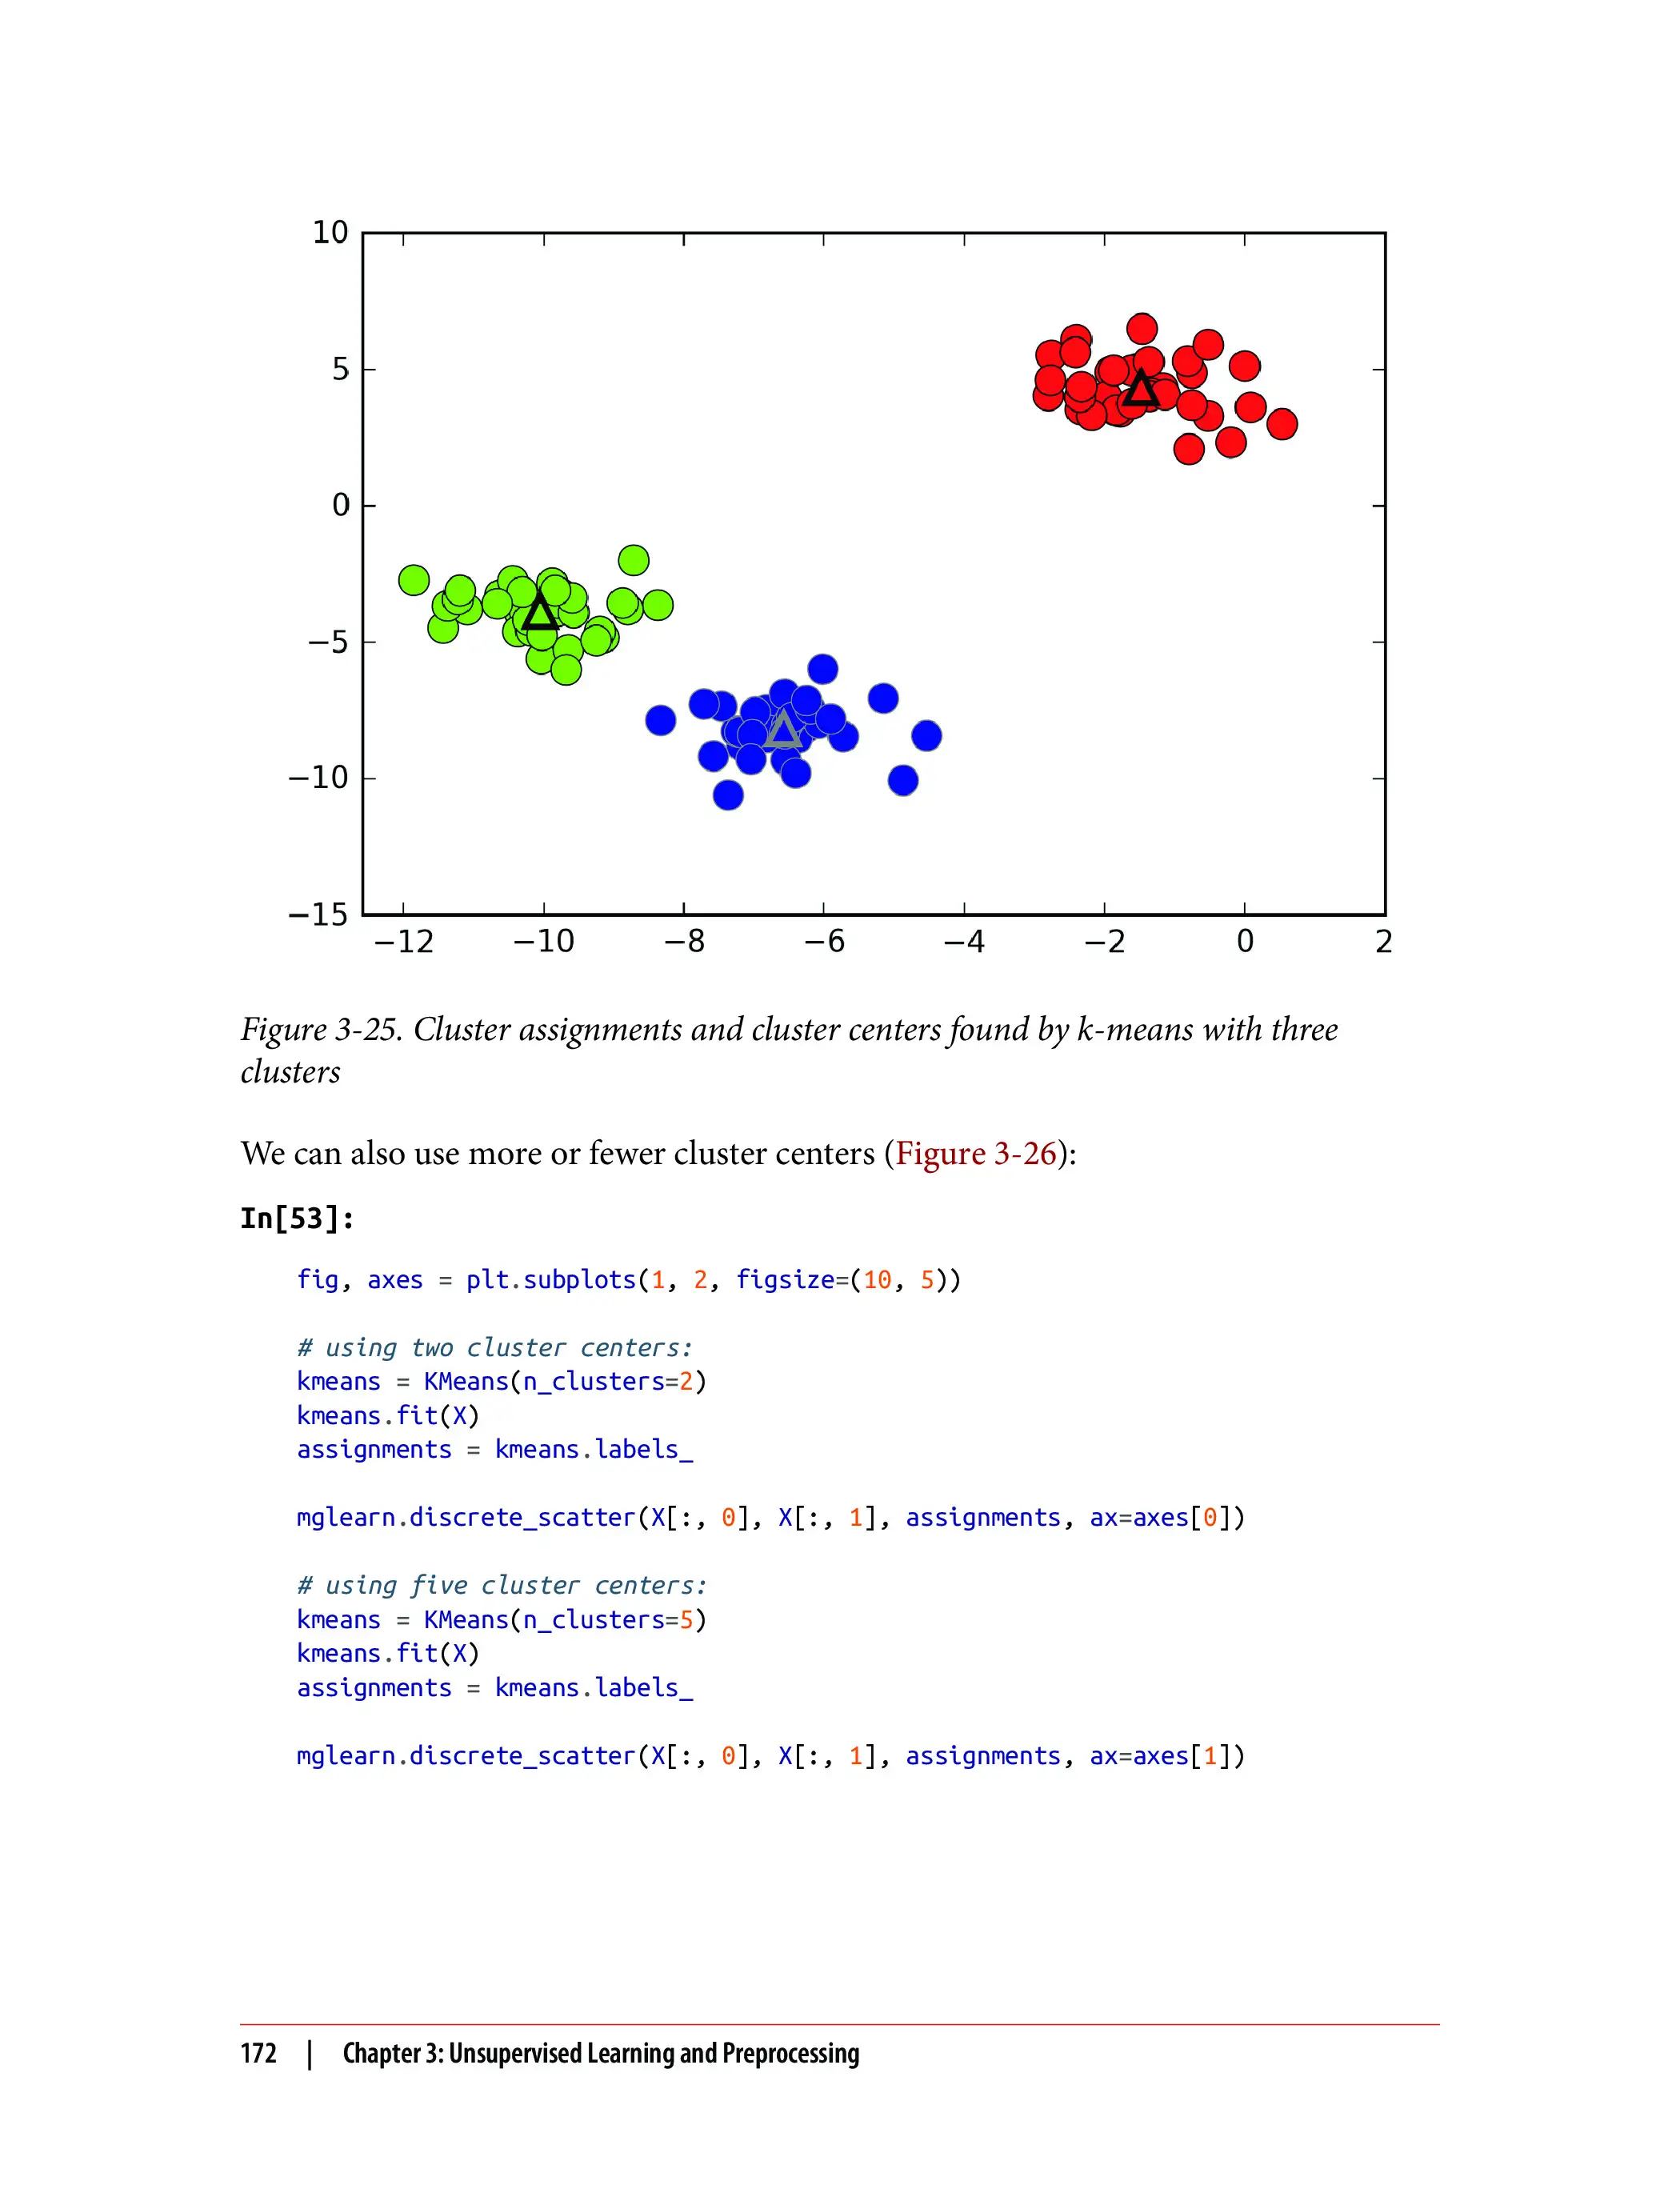 10
5
0
−5
−10
−15
−12 −10 −8 −6 −4 −2 0 2
Figure 3-25. Cluster assignments and cluster centers found by k-means with three
clusters
We can also use more or fewer cluster centers (Figure 3-26):
In[53]:
fig, axes = plt.subplots(1, 2, figsize=(10, 5))
# using two cluster centers:
kmeans = KMeans(n_clusters=2)
kmeans.fit(X)
assignments = kmeans.labels_
mglearn.discrete_scatter(X[:, 0], X[:, 1], assignments, ax=axes[0])
# using five cluster centers:
kmeans = KMeans(n_clusters=5)
kmeans.fit(X)
assignments = kmeans.labels_
mglearn.discrete_scatter(X[:, 0], X[:, 1], assignments, ax=axes[1])
172 | Chapter 3: Unsupervised Learning and Preprocessing